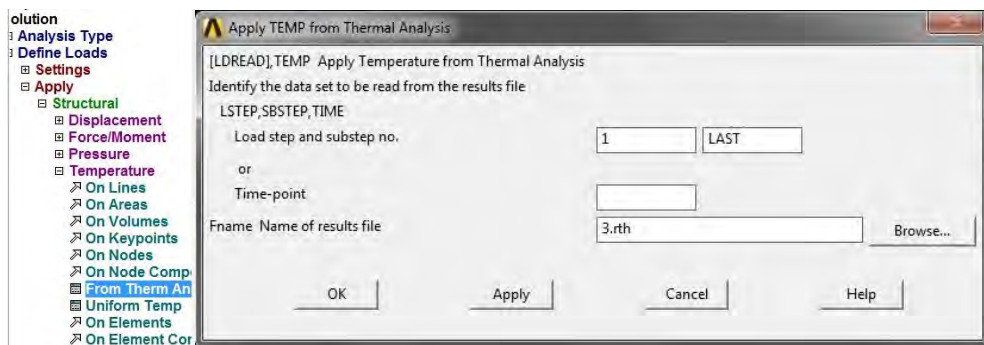 olution
Analysis Type
Define Loads
Settings
Apply
Structural
Displacement
Force/Moment
Pressure
Temperature
On Lines
On Areas
On Volumes
On Keypoints
On Nodes
On Node Compo
From Therm An
Uniform Temp
On Elements
On Element Cor
Apply TEMP from Thermal Analysis
[LDREAD],TEMP Apply Temperature from Thermal Analysis
Identify the data set to be read from the results file
LSTEP,SBSTEP,TIME
Load step and substep no. 1 LAST
or
Time-point
Fname Name of results file 3.rth Browse...
OK Apply Cancel Help